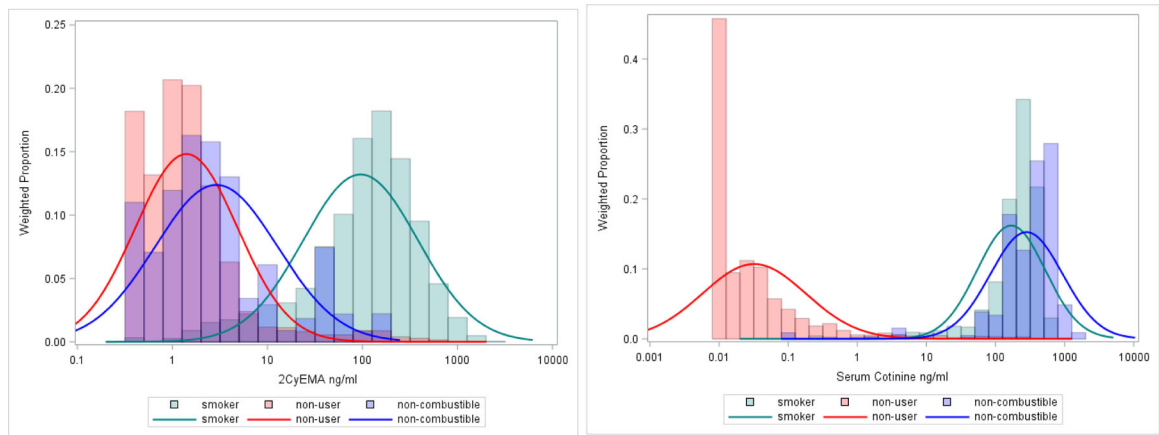 0.25
0.20
0.15
0.10
0.05
0.00
Weighted Proportion
0.1 1 10 100 1000 10000
2CyEMA ng/ml
smoker non-user non-combustible
smoker non-user non-combustible
0.4
0.3
0.2
0.1
0.0
Weighted Proportion
0.001 0.01 0.1 1 10 100 1000 10000
Serum Cotinine ng/ml
smoker non-user non-combustible
smoker non-user non-combustible